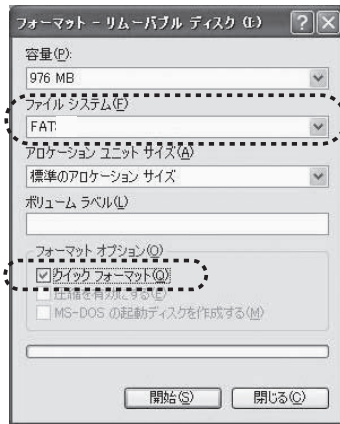 フォーマット - リムーバブル ディスク (I:)
容量(P):
976 MB
ファイル システム(F)
FAT
アロケーション ユニット サイズ(A)
標準のアロケーション サイズ
ボリューム ラベル(L)
フォーマット オプション(O)
クイック フォーマット(Q)
圧縮を有効にする(E)
MS-DOS の起動ディスクを作成する(M)
開始(S)
閉じる(C)